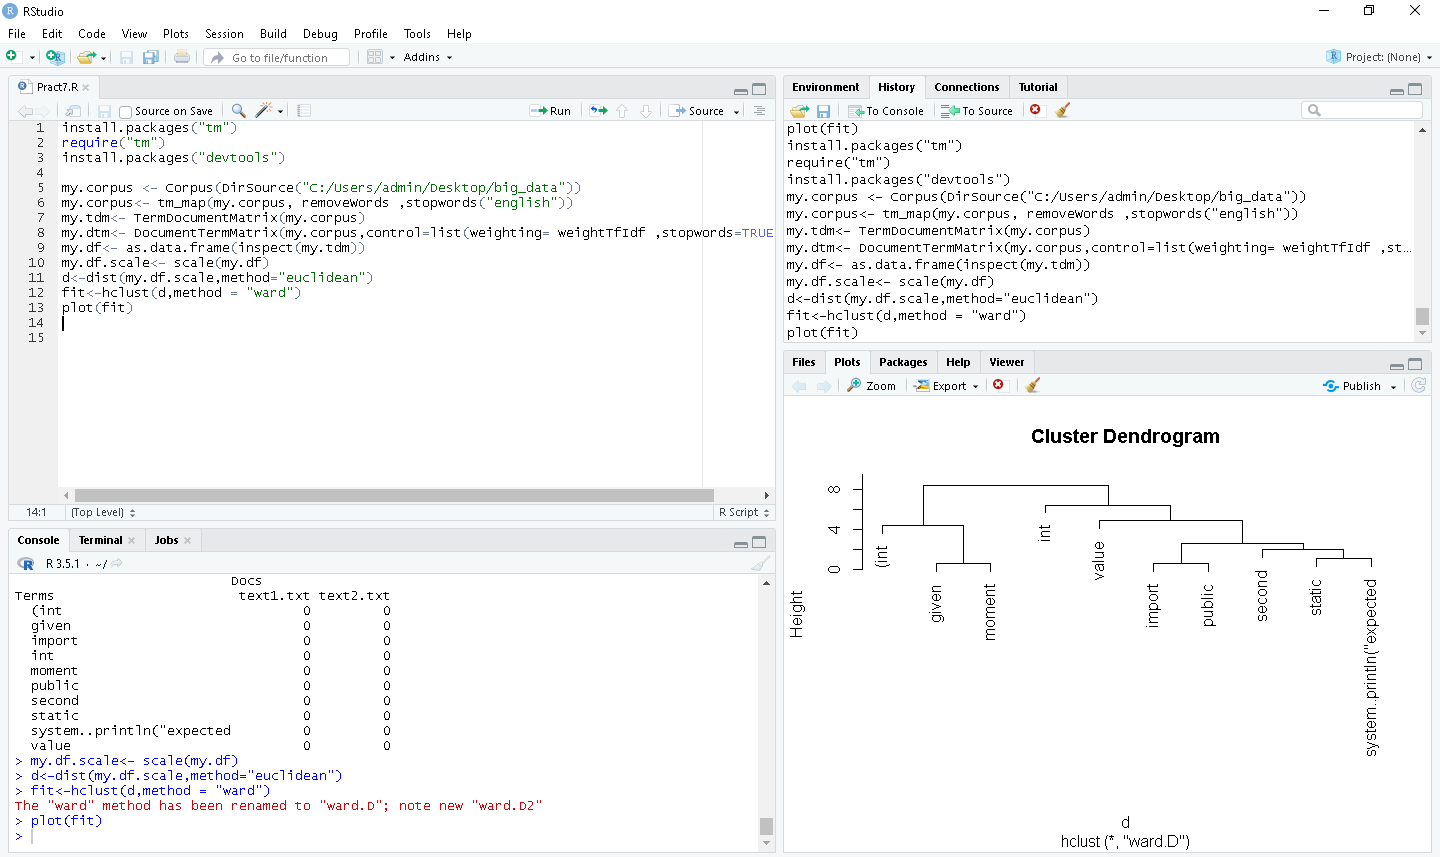 RStudio
File Edit Code View Plots Session Build Debug Profile Tools Help
Go to file/function Addins Project: (None)
Pract7.R
Source on Save Run Source
1 install.packages("tm")
2 require("tm")
3 install.packages("devtools")
4
5 my.corpus <- Corpus(DirSource("C:/Users/admin/Desktop/big_data"))
6 my.corpus<- tm_map(my.corpus, removeWords ,stopwords("english"))
7 my.tdm<- TermDocumentMatrix(my.corpus)
8 my.dtm<- DocumentTermMatrix(my.corpus,control=list(weighting= weightTfIdf ,stopwords=TRUE
9 my.df<- as.data.frame(inspect(my.tdm))
10 my.df.scale<- scale(my.df)
11 d<-dist(my.df.scale,method="euclidean")
12 fit<-hclust(d,method = "ward")
13 plot(fit)
14
15
14:1 (Top Level) R Script
Console Terminal Jobs
R 3.5.1 · ~/
Docs
Terms text1.txt text2.txt
(int 0 0
given 0 0
import 0 0
int 0 0
moment 0 0
public 0 0
second 0 0
static 0 0
system..println("expected 0 0
value 0 0
> my.df.scale<- scale(my.df)
> d<-dist(my.df.scale,method="euclidean")
> fit<-hclust(d,method = "ward")
The "ward" method has been renamed to "ward.D"; note new "ward.D2"
> plot(fit)
>
Environment History Connections Tutorial
To Console To Source
plot(fit)
install.packages("tm")
require("tm")
install.packages("devtools")
my.corpus <- Corpus(DirSource("C:/Users/admin/Desktop/big_data"))
my.corpus<- tm_map(my.corpus, removeWords ,stopwords("english"))
my.tdm<- TermDocumentMatrix(my.corpus)
my.dtm<- DocumentTermMatrix(my.corpus,control=list(weighting= weightTfIdf ,st...
my.df<- as.data.frame(inspect(my.tdm))
my.df.scale<- scale(my.df)
d<-dist(my.df.scale,method="euclidean")
fit<-hclust(d,method = "ward")
plot(fit)
Files Plots Packages Help Viewer
Zoom Export Publish
Cluster Dendrogram
Height
0 4 8
(int
given
moment
int
value
import
public
second
static
system..println("expected
d
hclust (*, "ward.D")